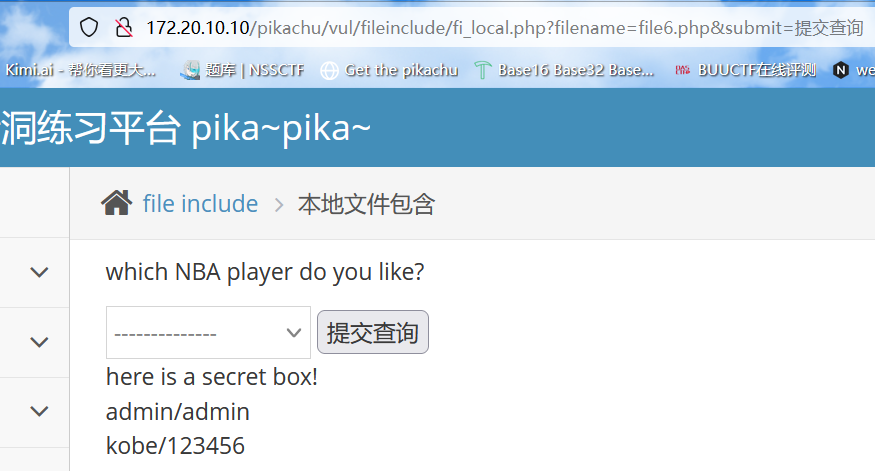 172.20.10.10/pikachu/vul/fileinclude/fi_local.php?filename=file6.php&submit=提交查询
Kimi.ai - 帮你看更大... 题库 | NSSCTF Get the pikachu Base16 Base32 Base... BUUCTF在线评测 N we
洞练习平台 pika~pika~
file include > 本地文件包含
which NBA player do you like?
--------------
提交查询
here is a secret box!
admin/admin
kobe/123456